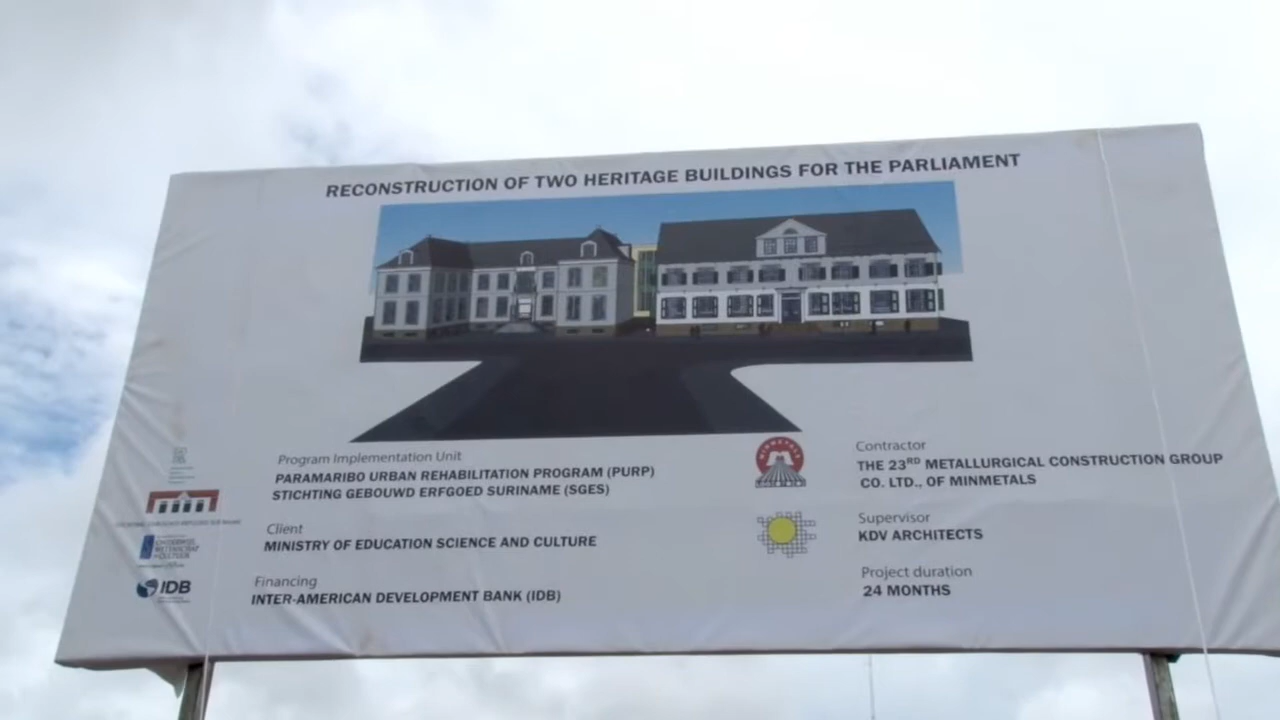 RECONSTRUCTION OF TWO HERITAGE BUILDINGS FOR THE PARLIAMENT
Program Implementation Unit
PARAMARIBO URBAN REHABILITATION PROGRAM (PURP)
STICHTING GEBOUWD ERFGOED SURINAME (SGES)
Client
MINISTRY OF EDUCATION SCIENCE AND CULTURE
Financing
INTER-AMERICAN DEVELOPMENT BANK (IDB)
IDB
MINMETALS
Contractor
THE 23RD METALLURGICAL CONSTRUCTION GROUP
CO. LTD., OF MINMETALS
Supervisor
KDV ARCHITECTS
Project duration
24 MONTHS